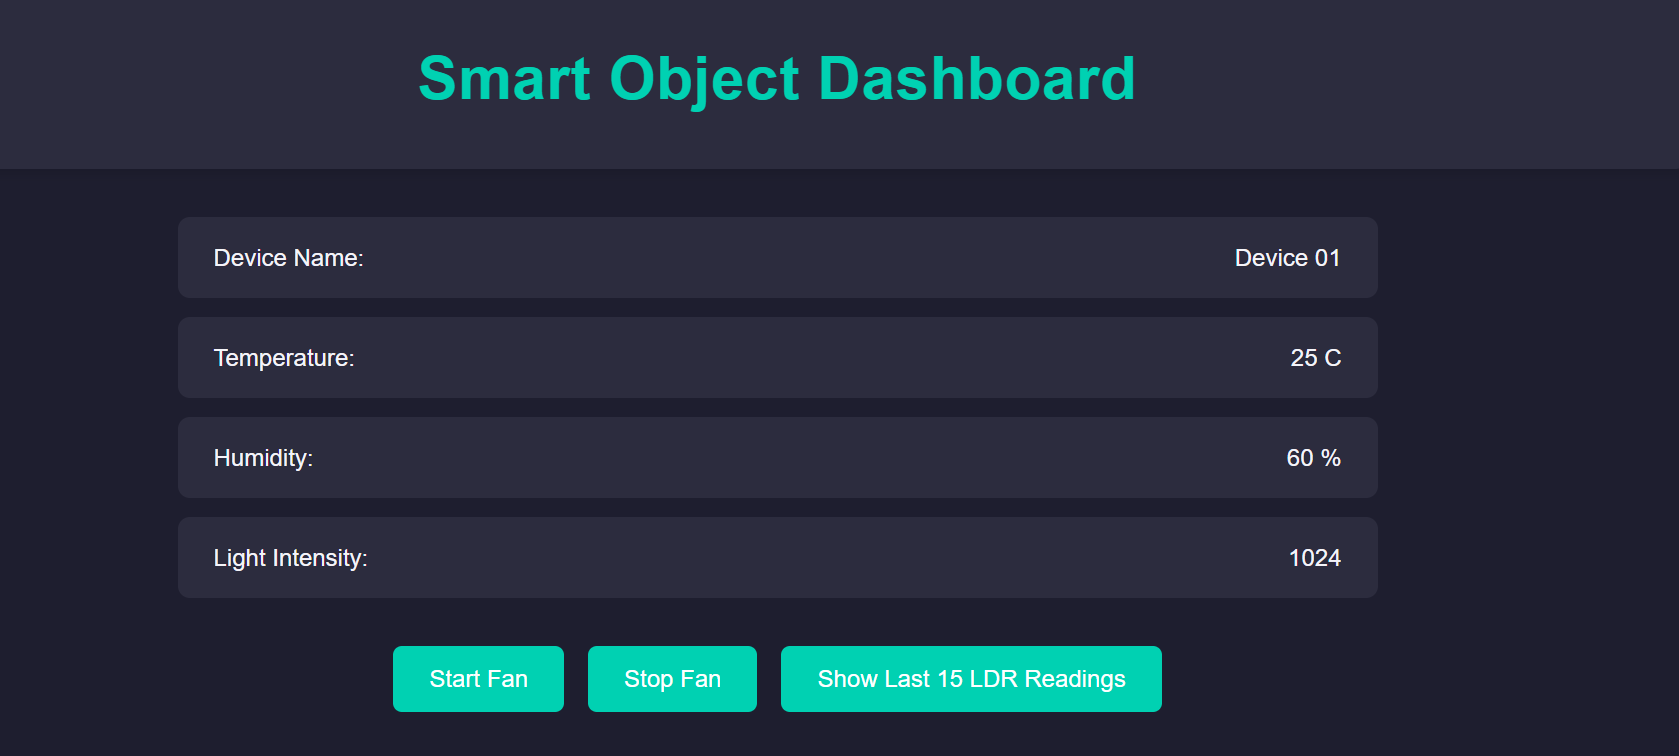 Smart Object Dashboard
Device Name: Device 01
Temperature: 25 C
Humidity: 60 %
Light Intensity: 1024
Start Fan Stop Fan Show Last 15 LDR Readings